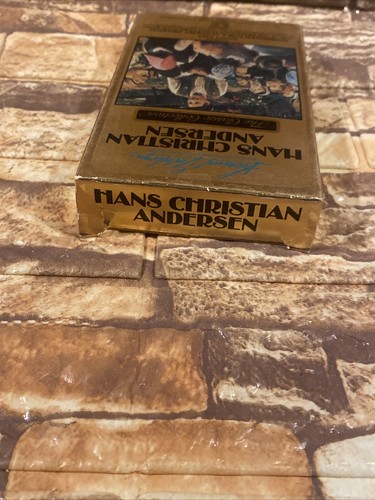 HANS CHRISTIAN
ANDERSEN
The Classic Collection
HANS CHRISTIAN
ANDERSEN